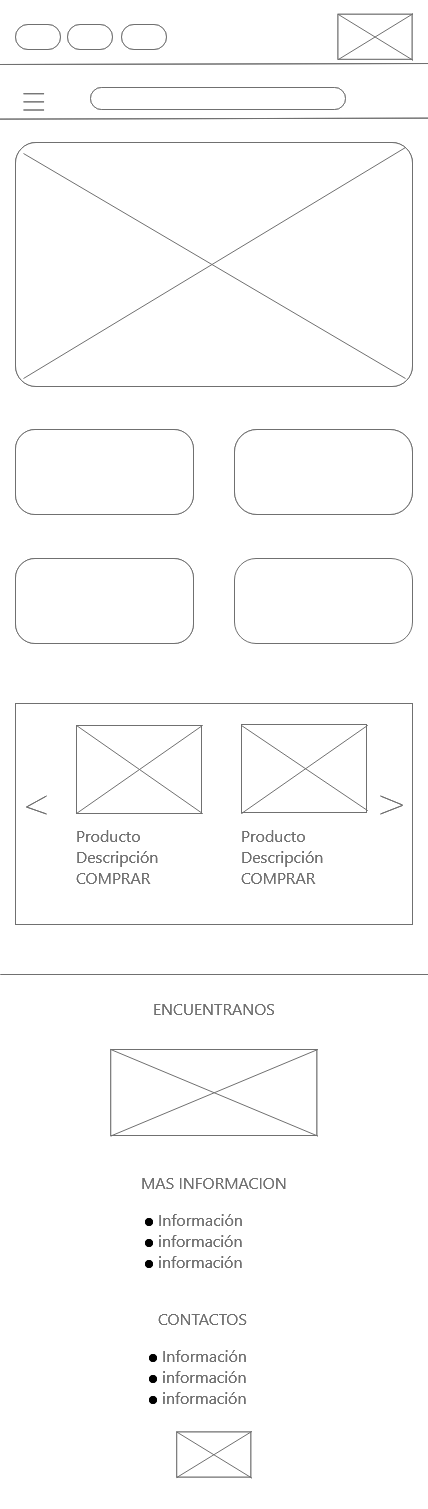 Producto
Descripción
COMPRAR
Producto
Descripción
COMPRAR
ENCUENTRANOS
MAS INFORMACION
Información
información
información
CONTACTOS
Información
información
información